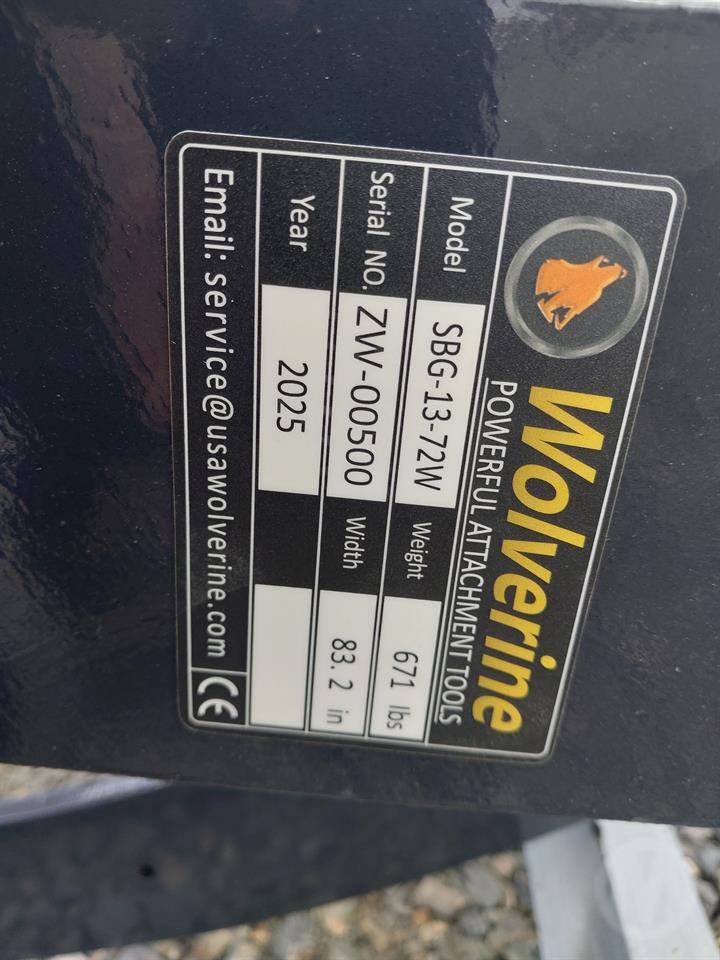 Wolverine
POWERFUL ATTACHMENT TOOLS
Model SBG-13-72W Weight 671 lbs
Serial NO. ZW-00500 Width 83.2 in
Year 2025
Email: service@usawolverine.com CE